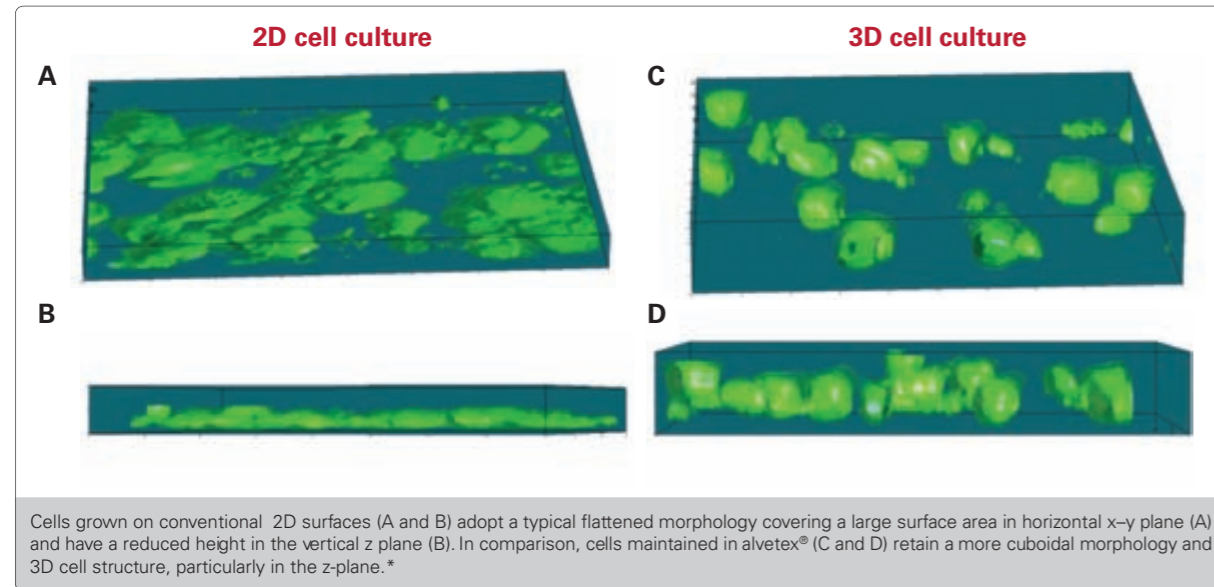 2D cell culture
3D cell culture
A
C
B
D
Cells grown on conventional 2D surfaces (A and B) adopt a typical flattened morphology covering a large surface area in horizontal x–y plane (A)
and have a reduced height in the vertical z plane (B). In comparison, cells maintained in alvetex® (C and D) retain a more cuboidal morphology and
3D cell structure, particularly in the z-plane.*